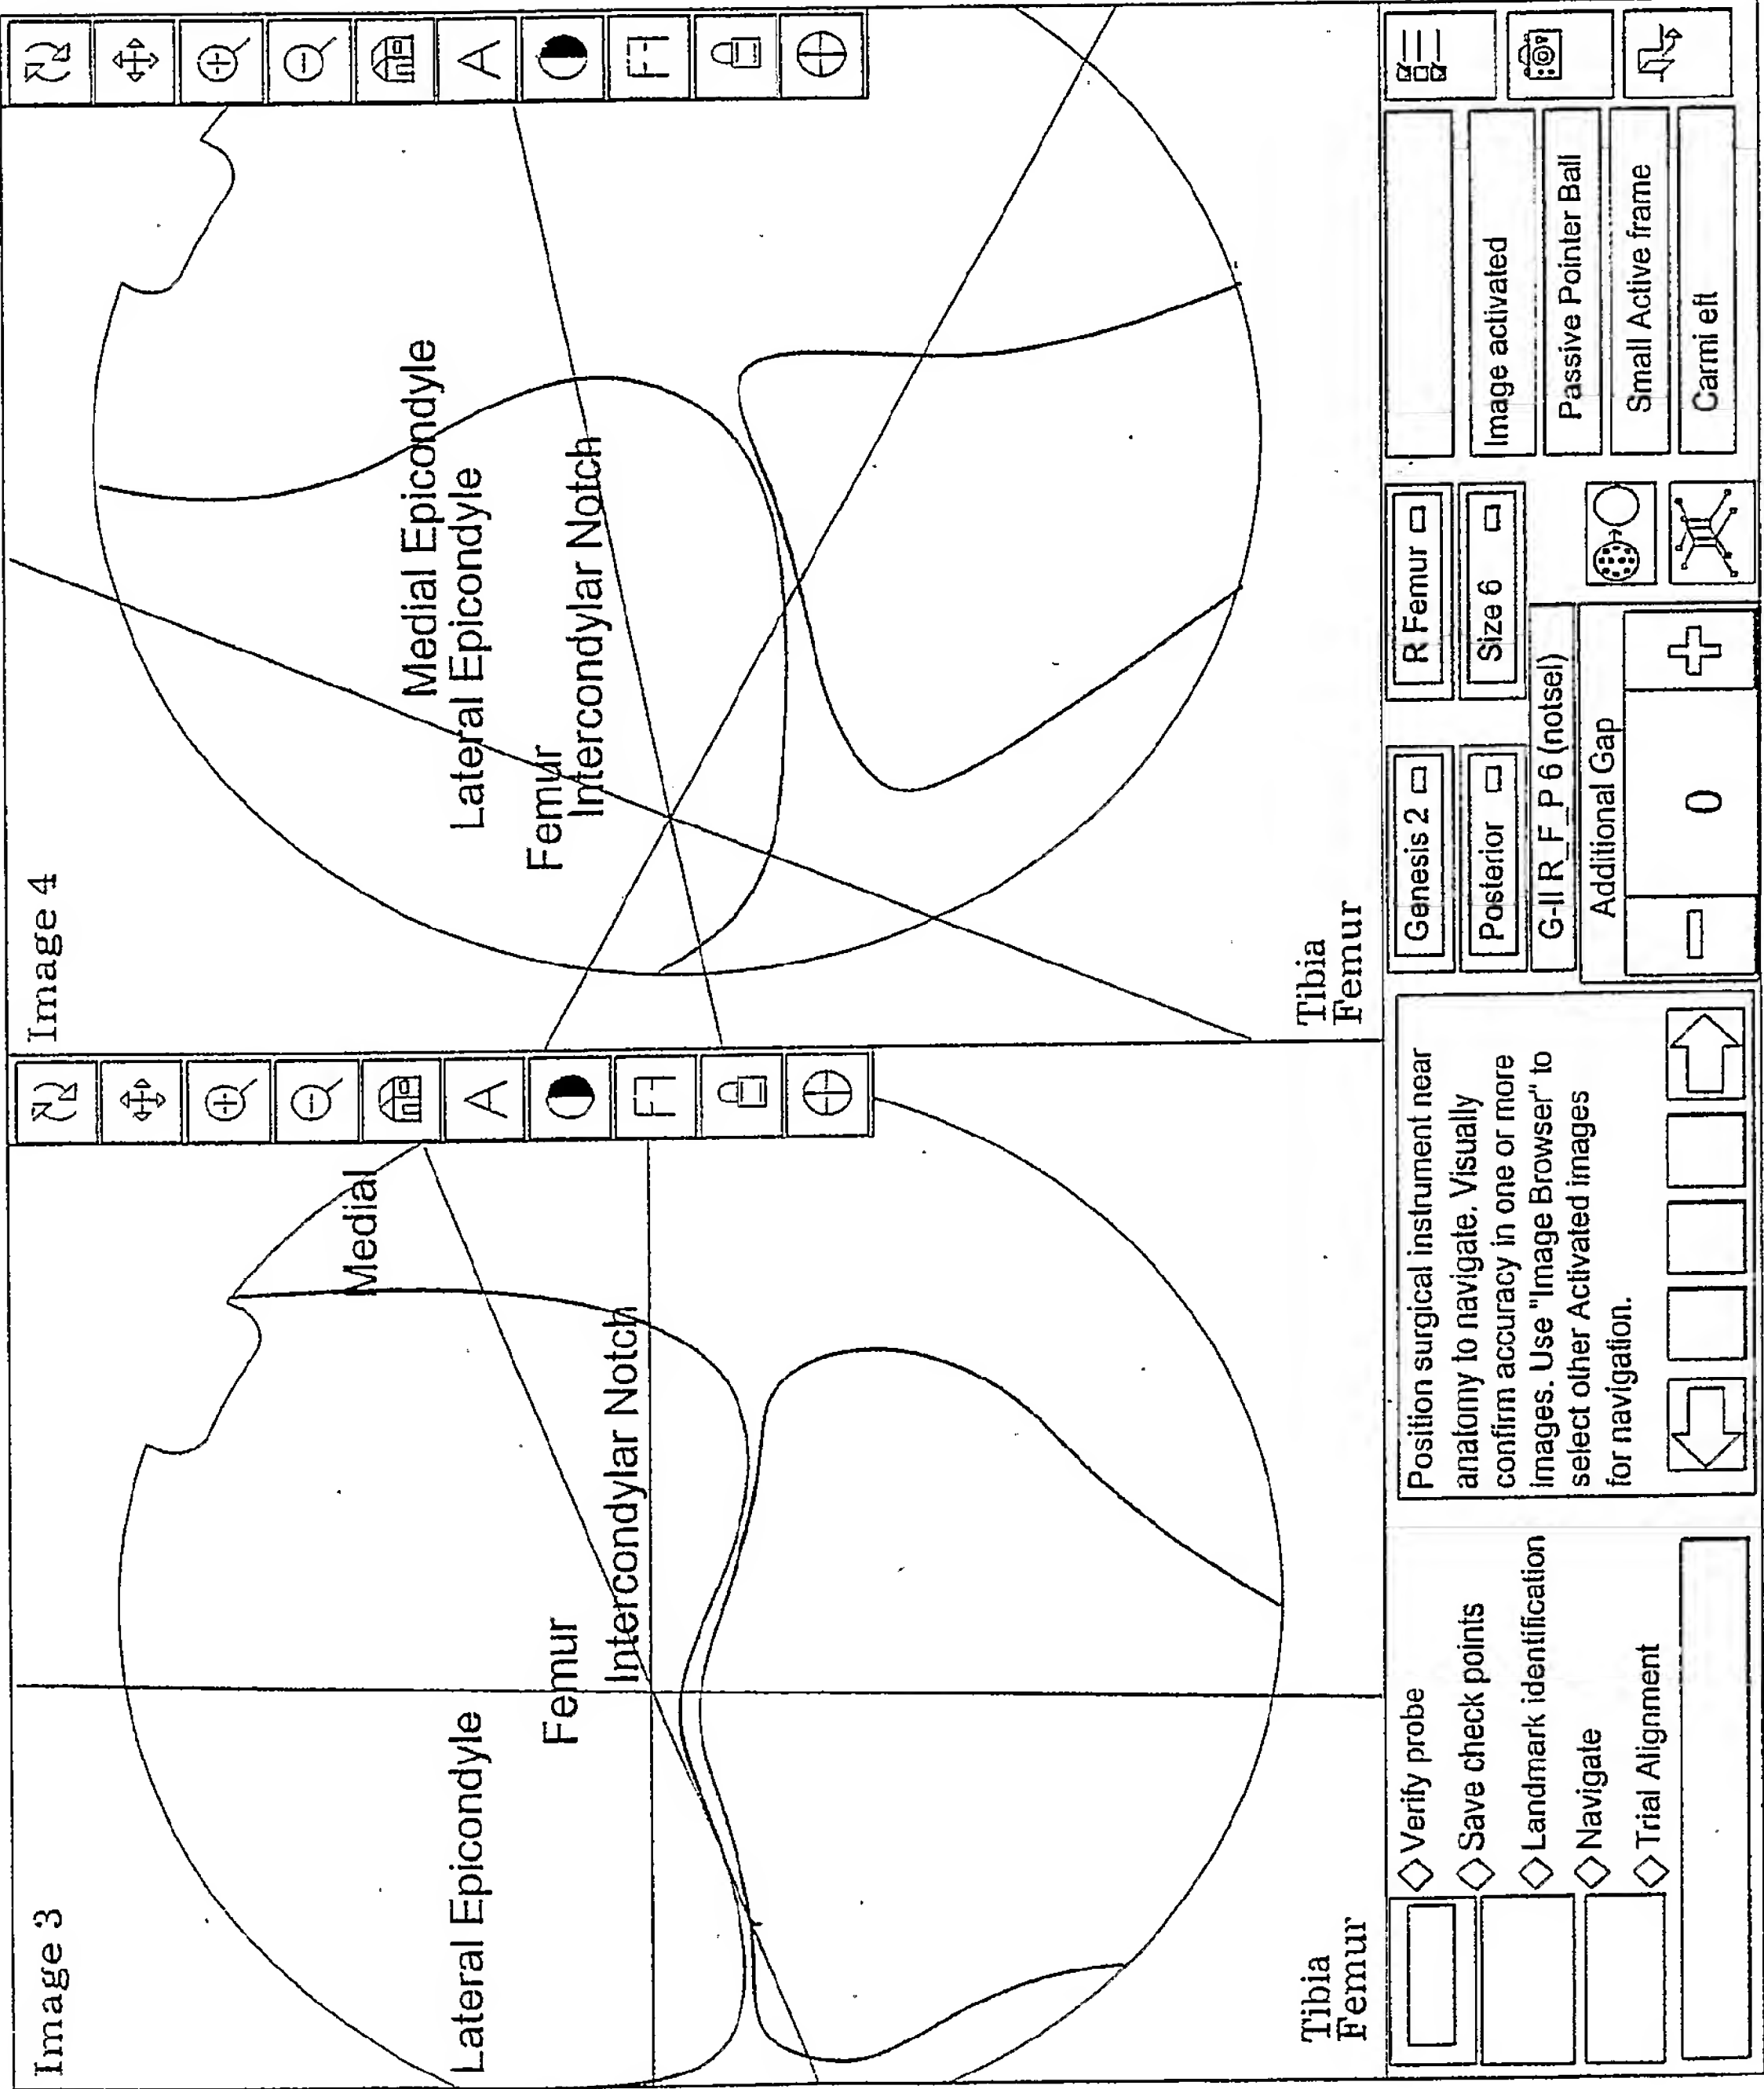 Image 3
Medial
Lateral Epicondyle
Femur
Intercondylar Notch
Tibia
Femur
A
Image 4
Medial Epicondyle
Lateral Epicondyle
Femur
Intercondylar Notch
Tibia
Femur
A
Verify probe
Save check points
Landmark identification
Navigate
Trial Alignment
Position surgical instrument near
anatomy to navigate. Visually
confirm accuracy in one or more
images. Use "Image Browser" to
select other Activated images
for navigation.
Genesis 2
R Femur
Posterior
Size 6
G-II R_F_P 6 (notsel)
Additional Gap
0
Image activated
Passive Pointer Ball
Small Active frame
Carmi eft